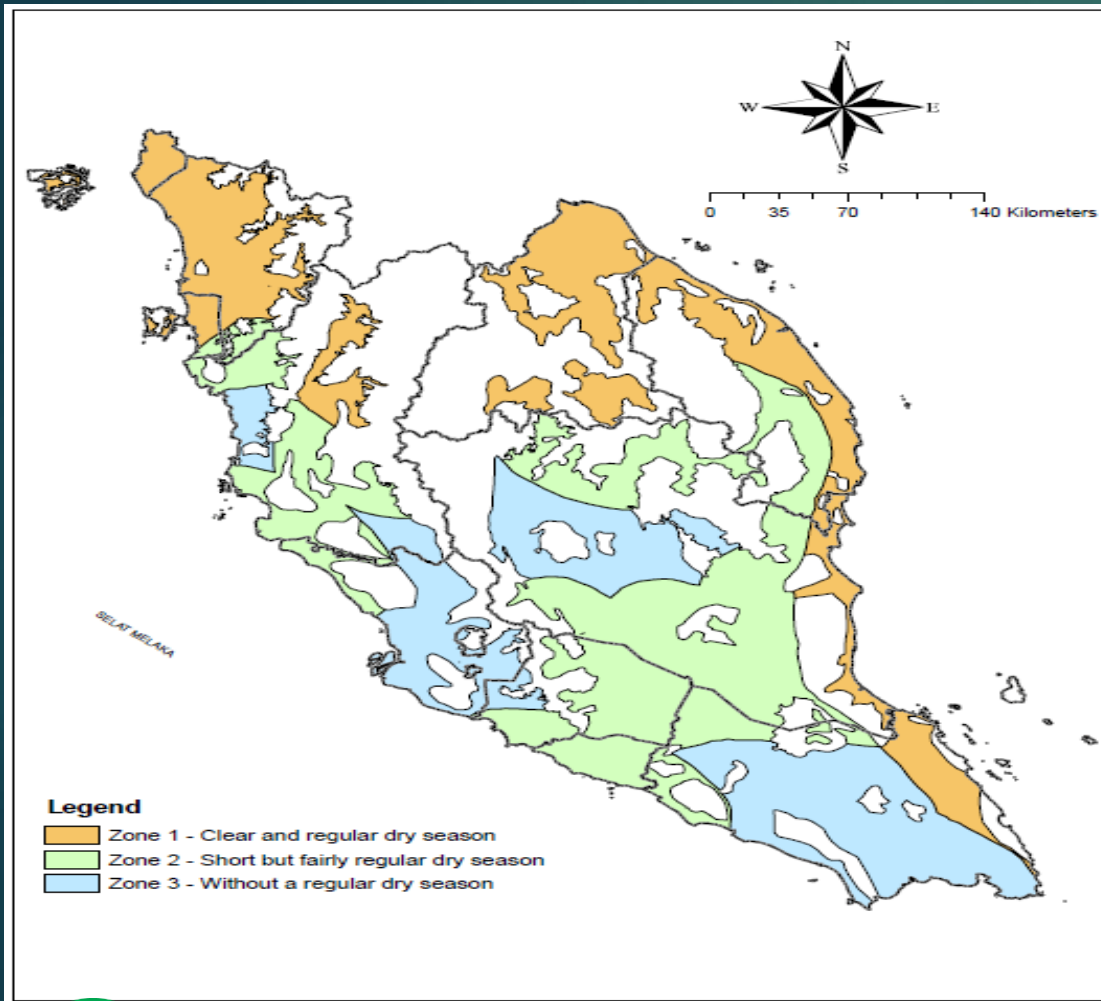 N
W E
S
0 35 70 140 Kilometers
SELAT MELAKA
Legend
Zone 1 - Clear and regular dry season
Zone 2 - Short but fairly regular dry season
Zone 3 - Without a regular dry season